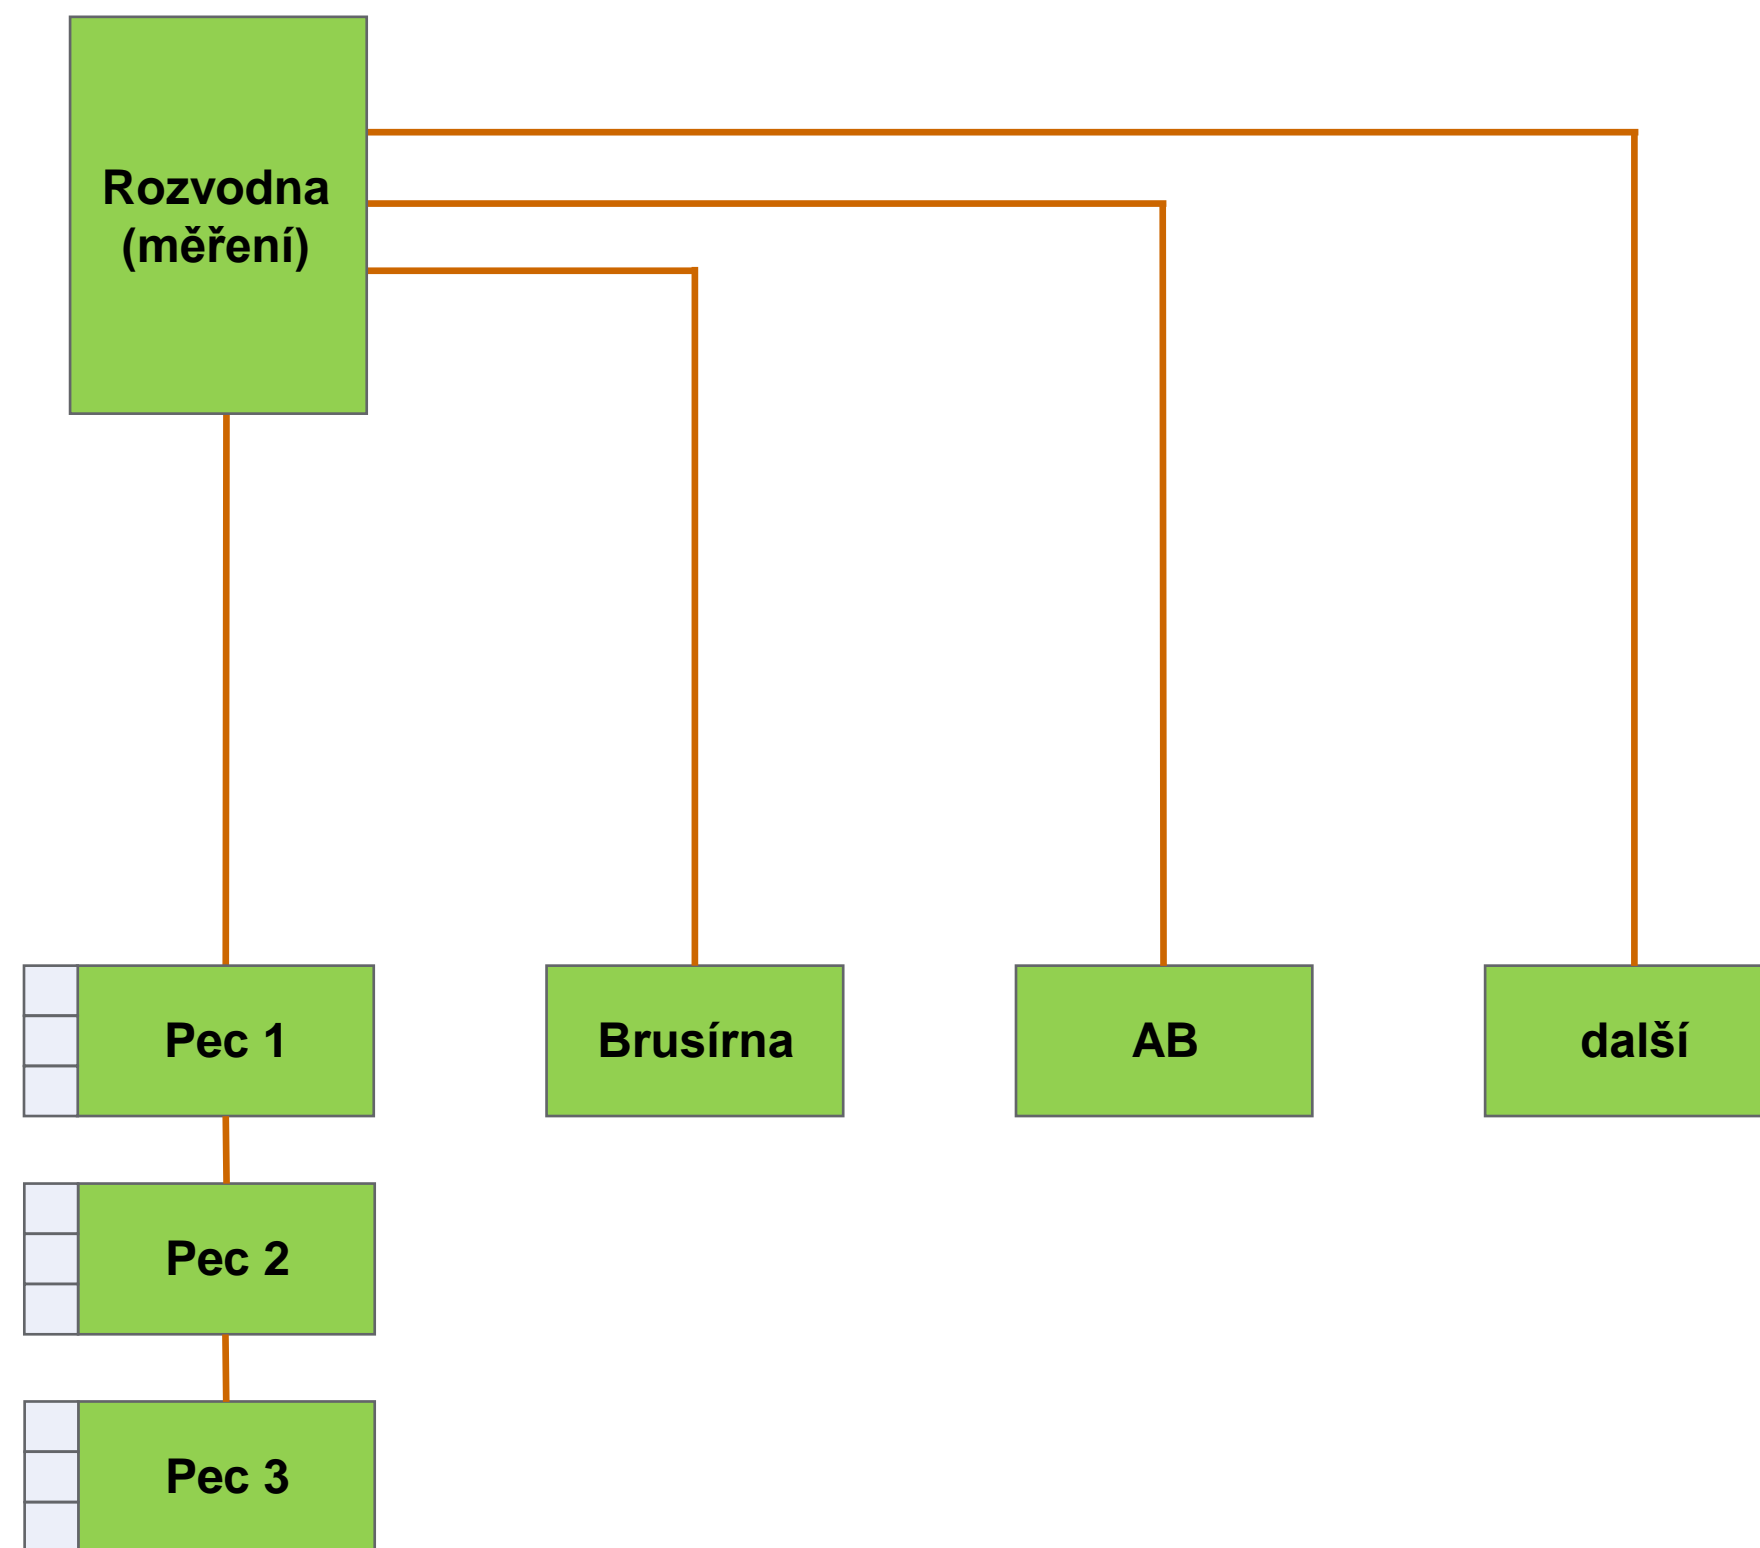 Rozvodna
(měření)
Pec 1
Brusírna
AB
další
Pec 2
Pec 3